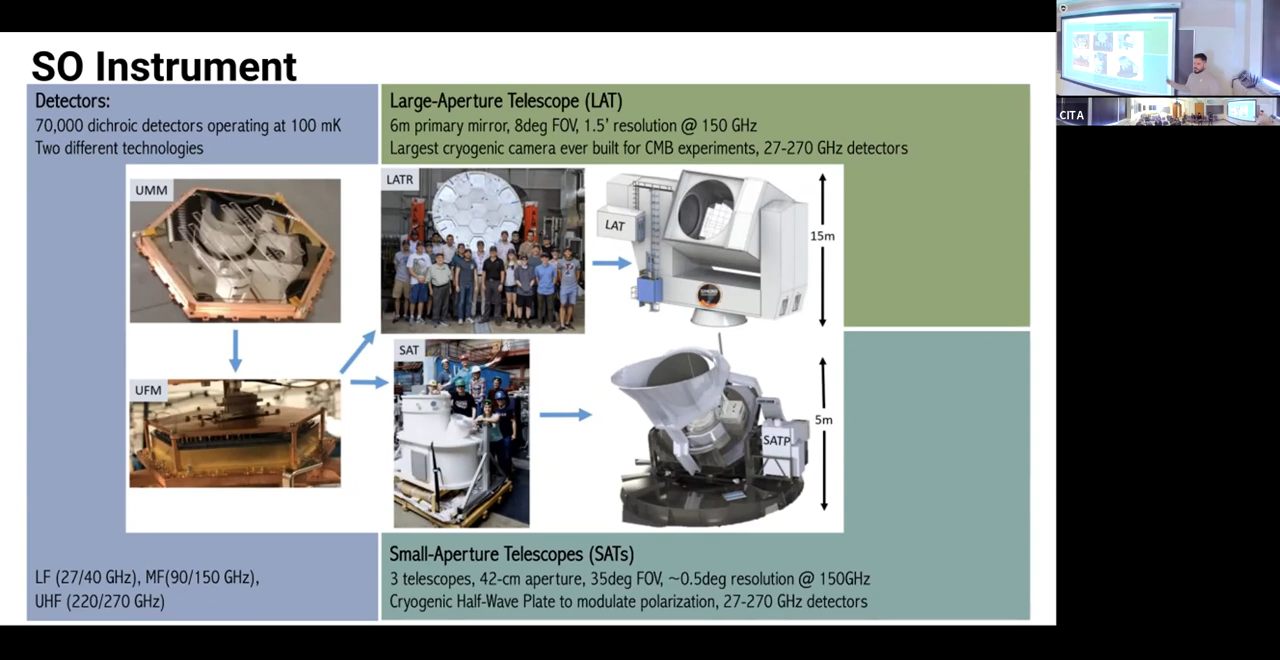 SO Instrument
Detectors:
70,000 dichroic detectors operating at 100 mK
Two different technologies
Large-Aperture Telescope (LAT)
6m primary mirror, 8deg FOV, 1.5’ resolution @ 150 GHz
Largest cryogenic camera ever built for CMB experiments, 27-270 GHz detectors
UMM
LATR
LAT
15m
UFM
SAT
SATP
5m
LF (27/40 GHz), MF(90/150 GHz),
UHF (220/270 GHz)
Small-Aperture Telescopes (SATs)
3 telescopes, 42-cm aperture, 35deg FOV, ~0.5deg resolution @ 150GHz
Cryogenic Half-Wave Plate to modulate polarization, 27-270 GHz detectors
CITA